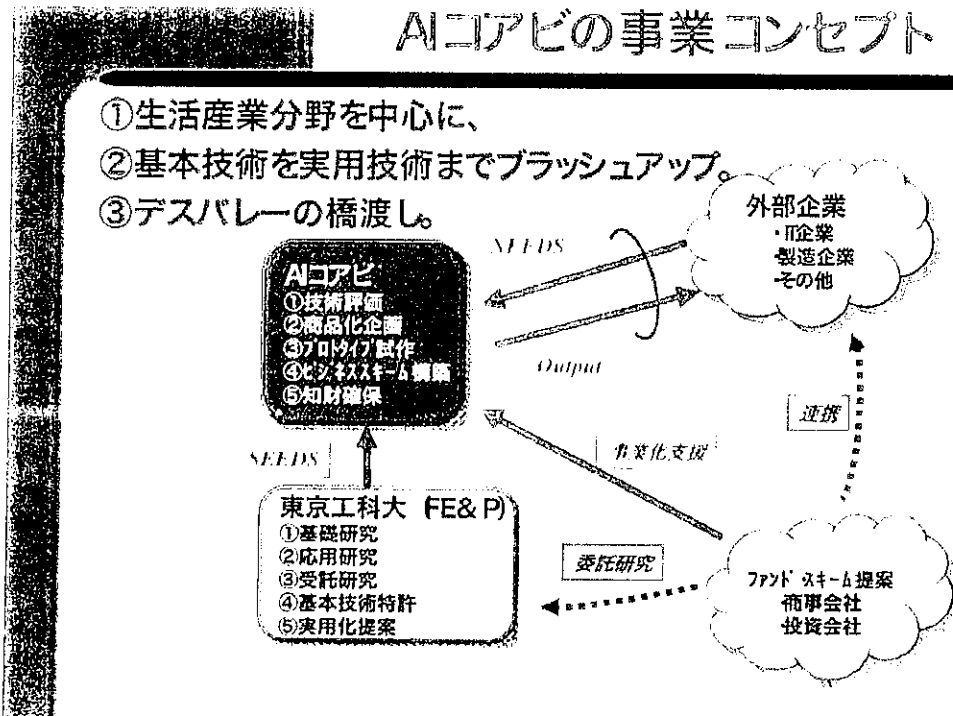 AIコアビの事業コンセプト
①生活産業分野を中心に、
②基本技術を実用技術までブラッシュアップ。
③デスバレーの橋渡し。
外部企業
・IT企業
・製造企業
・その他
NEEDS
AIコアビ
①技術評価
②商品化企画
③プロトタイプ試作
④ビジネススキーム構築
⑤知財確保
Output
連携
SEEDS
事業化支援
東京工科大 (FE& P)
①基礎研究
②応用研究
③受託研究
④基本技術特許
⑤実用化提案
委託研究
ファンド・スキーム提案
・商事会社
・投資会社